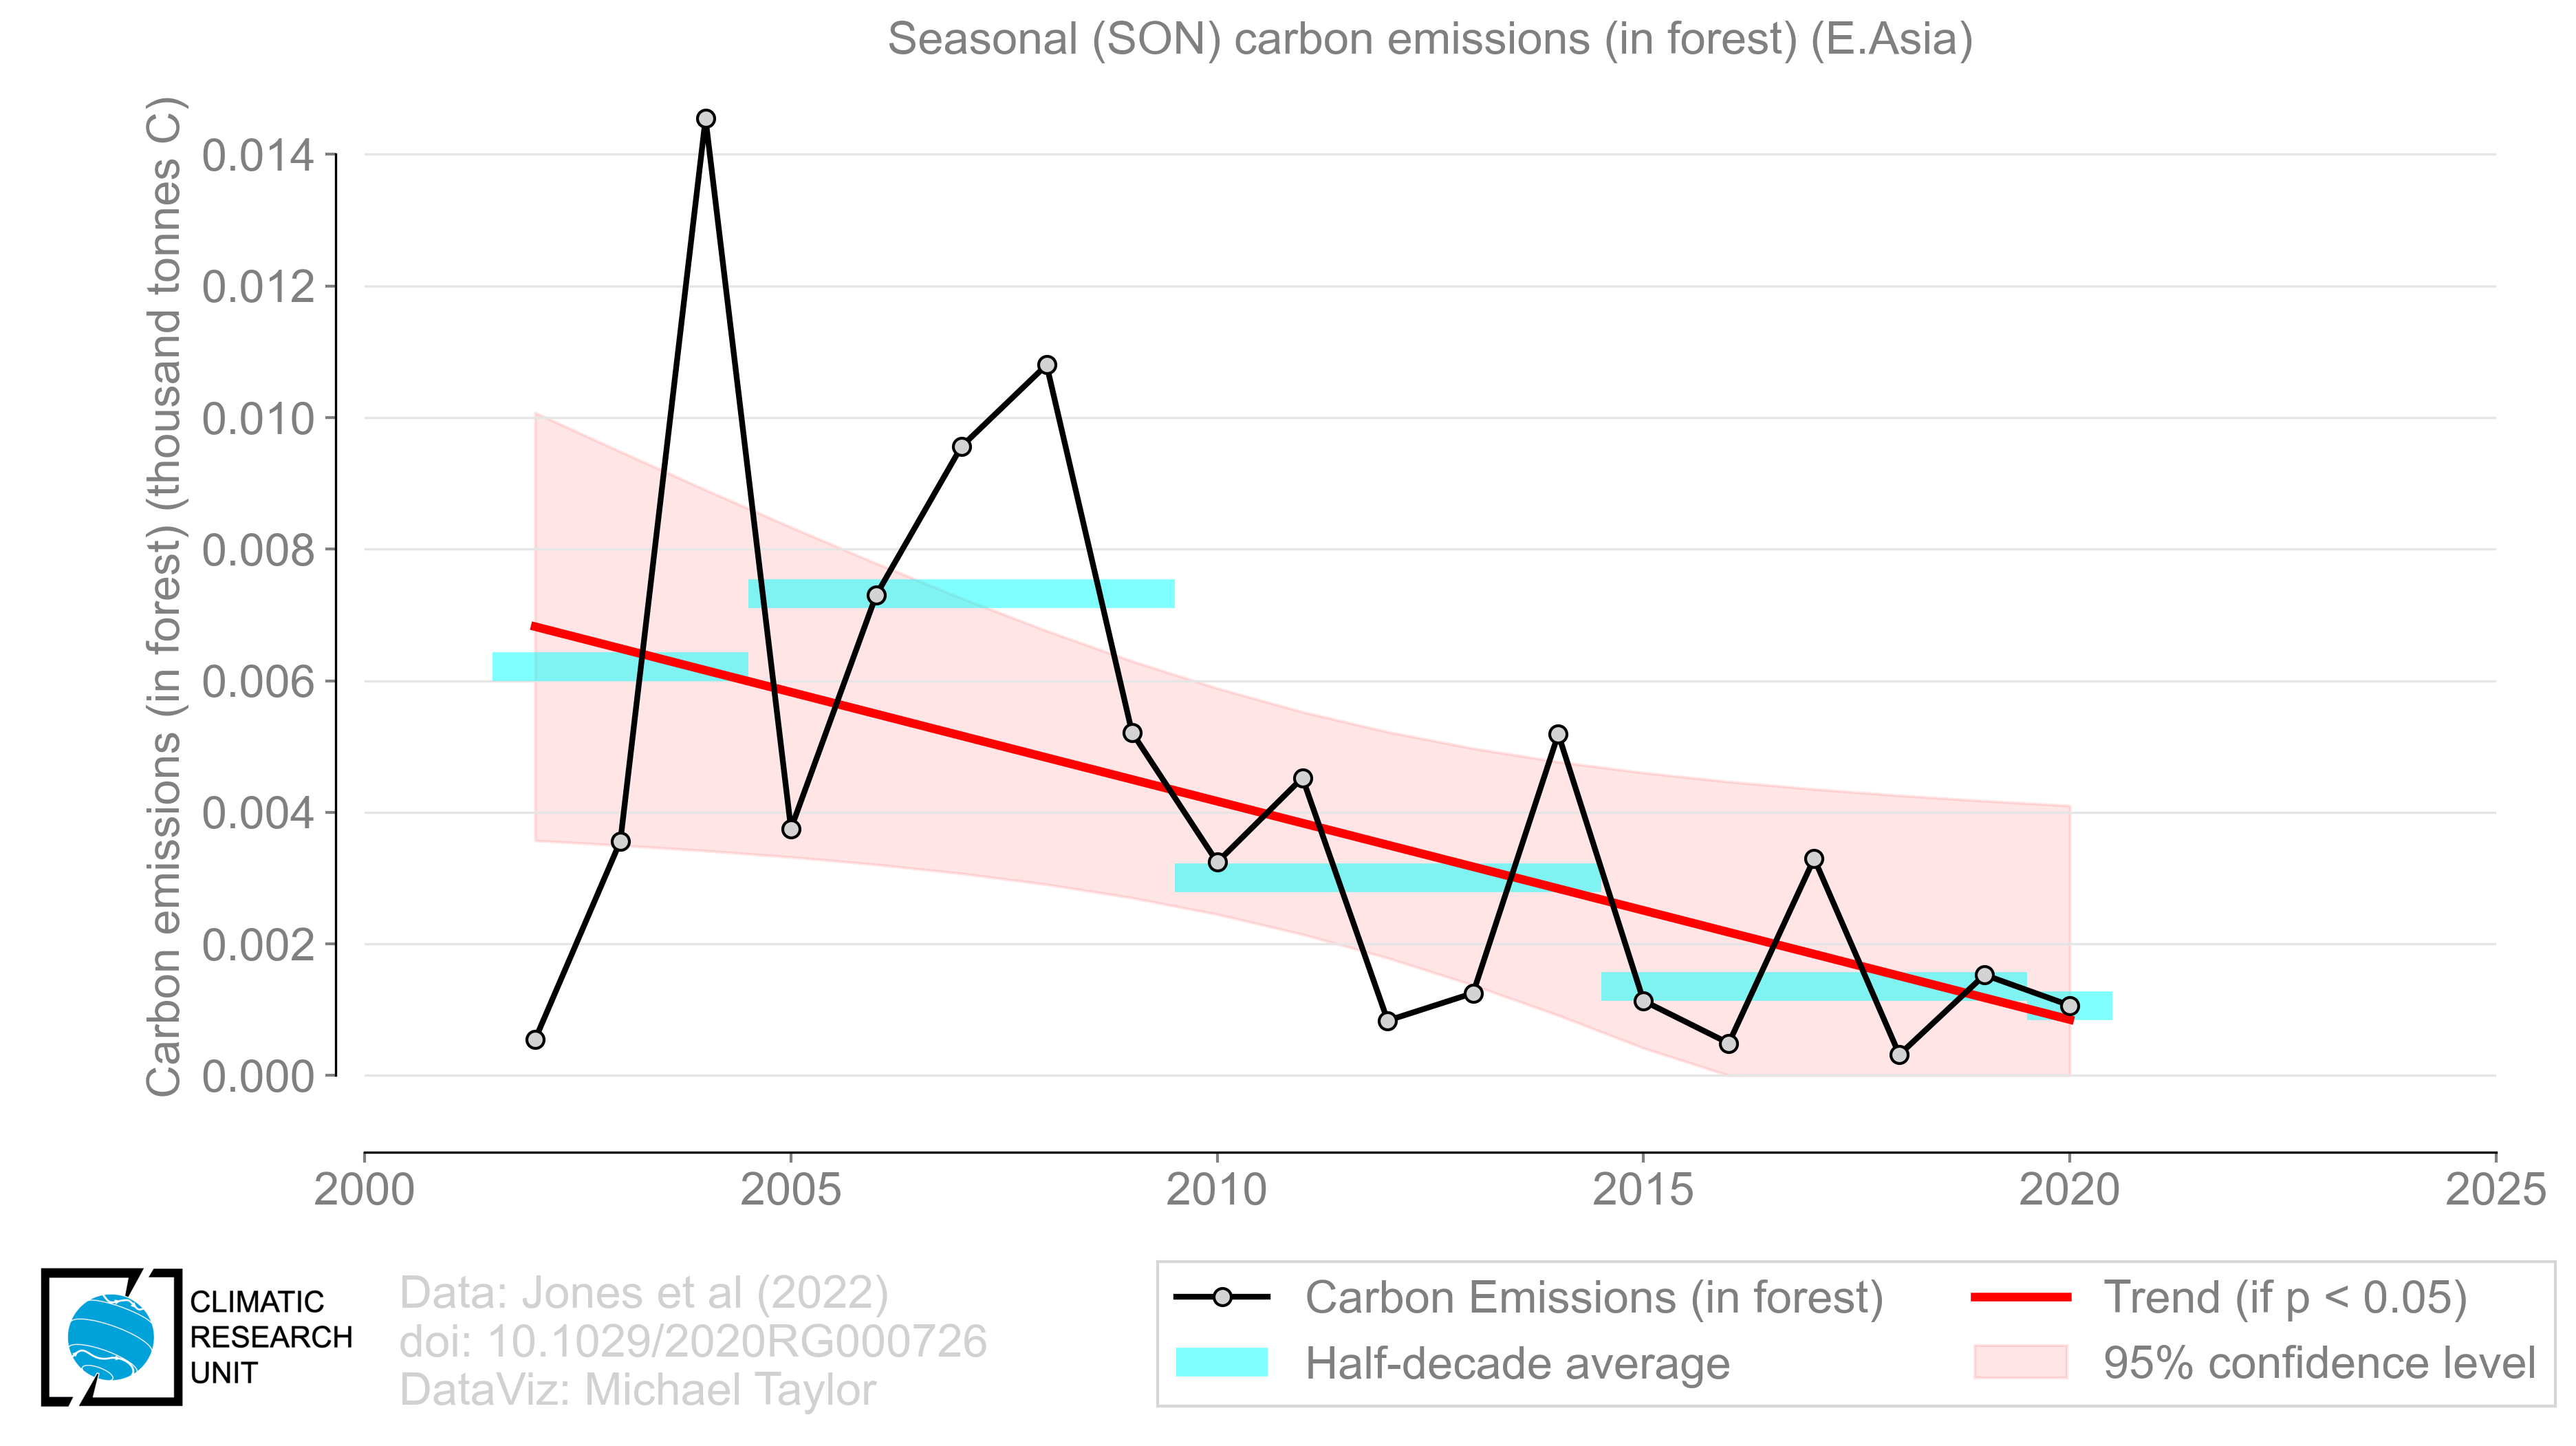 Seasonal (SON) carbon emissions (in forest) (E.Asia)
Carbon emissions (in forest) (thousand tonnes C)
0.014
0.012
0.010
0.008
0.006
0.004
0.002
0.000
2000 2005 2010 2015 2020 2025
CLIMATIC
RESEARCH
UNIT
Data: Jones et al (2022)
doi: 10.1029/2020RG000726
DataViz: Michael Taylor
Carbon Emissions (in forest)
Half-decade average
Trend (if p < 0.05)
95% confidence level